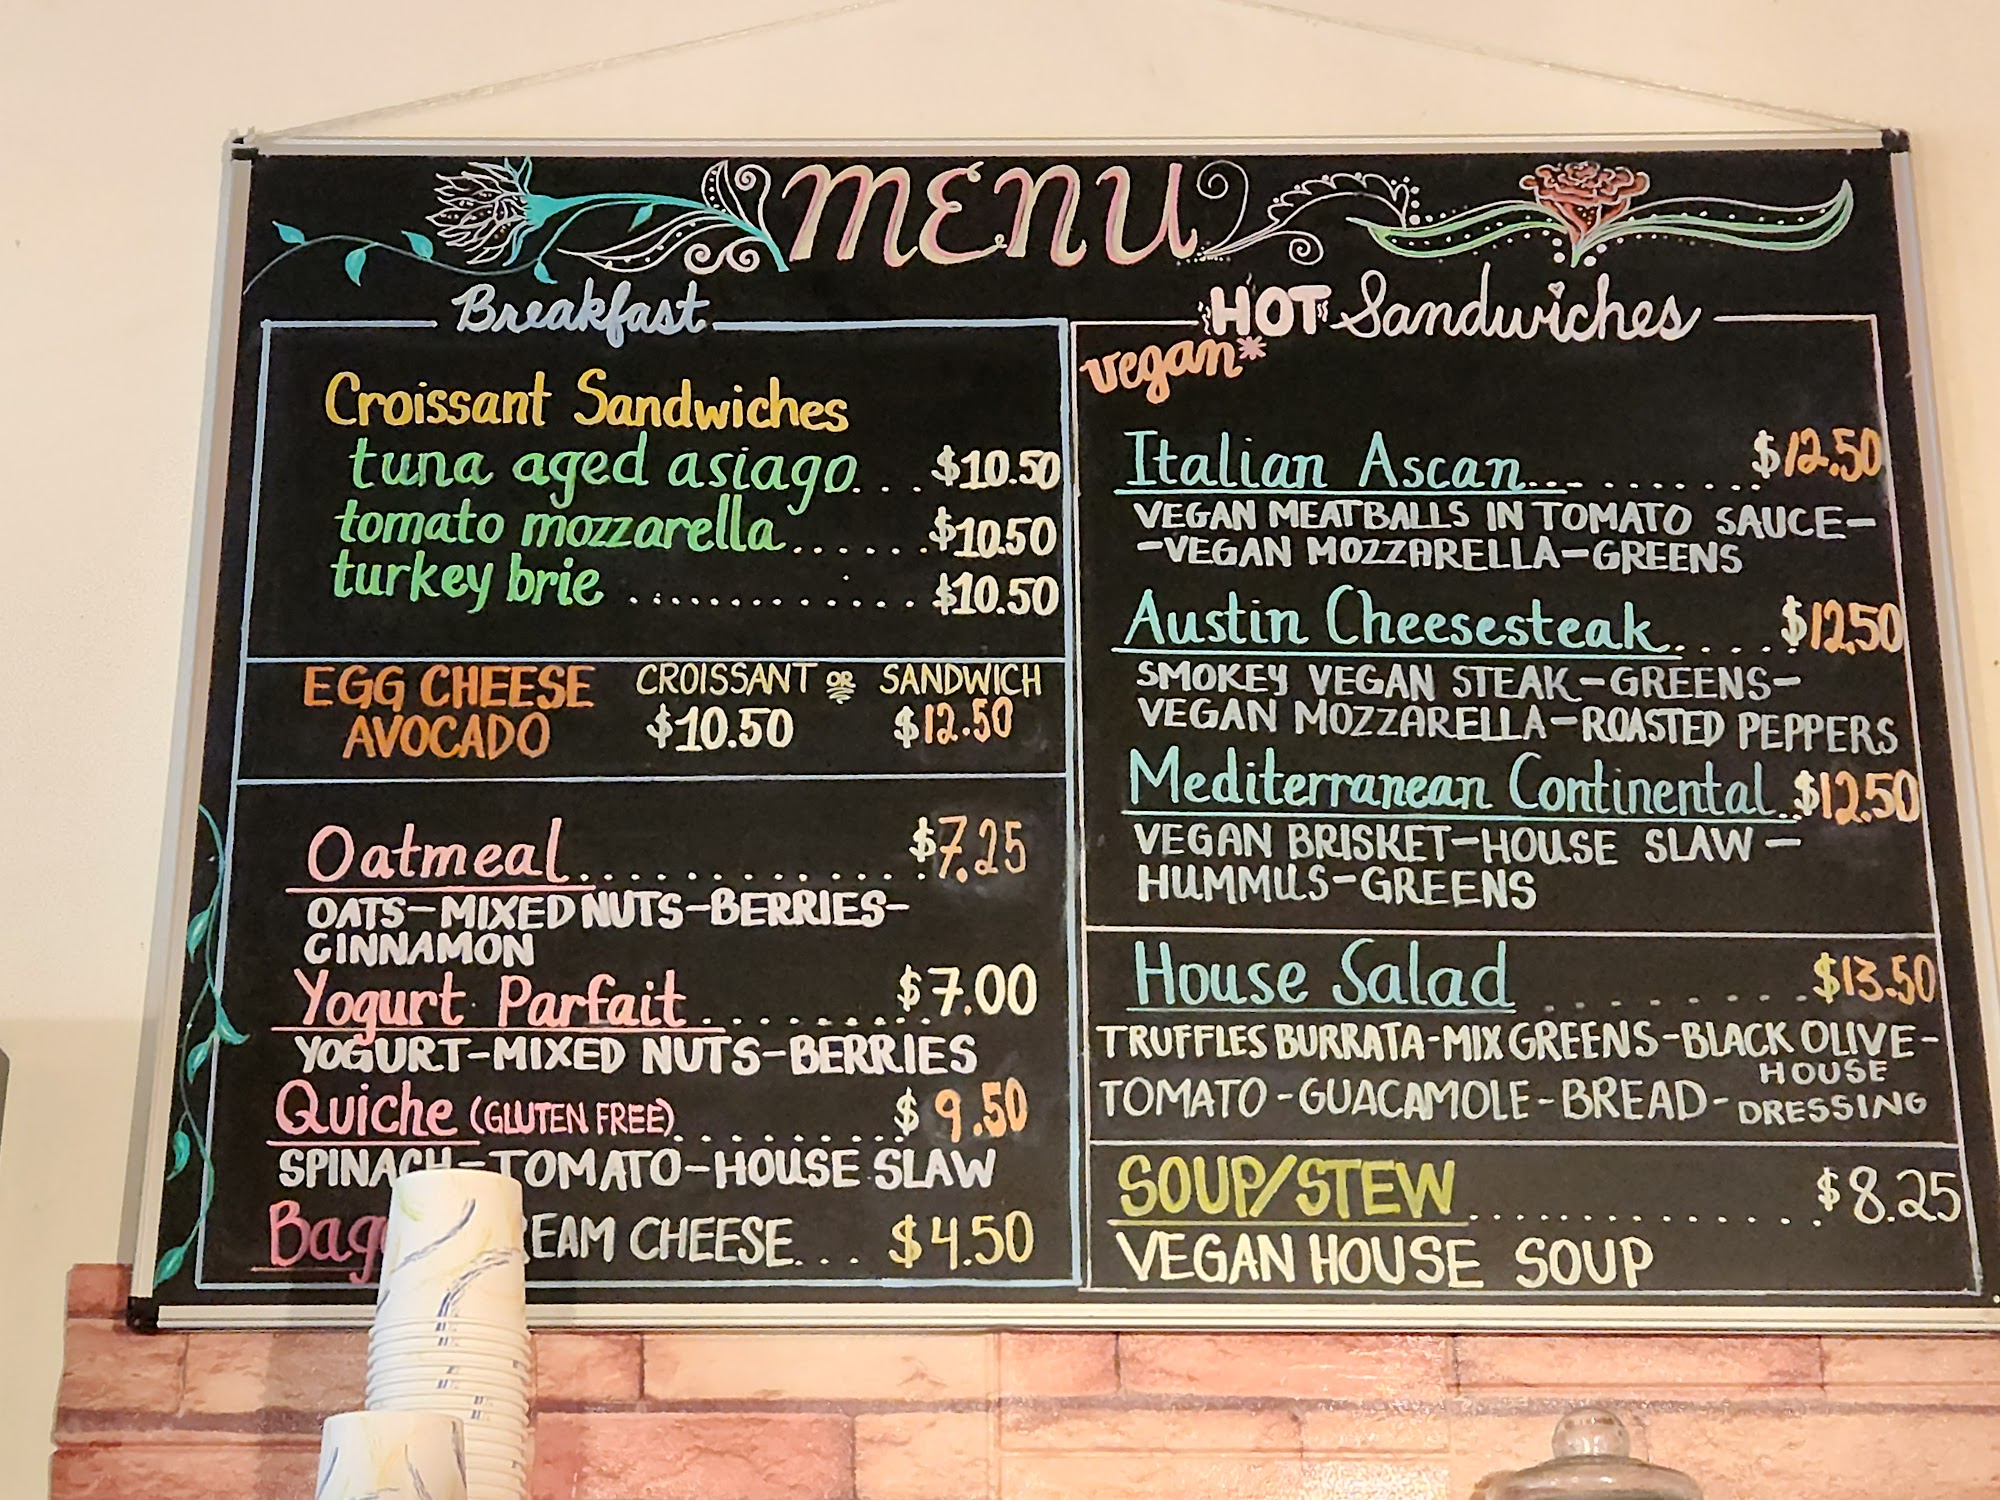 MENU
Breakfast
Croissant Sandwiches
tuna aged asiago... $10.50
tomato mozzarella...... $10.50
turkey brie ............ $10.50
EGG CHEESE AVOCADO
CROISSANT or SANDWICH
$10.50 $12.50
Oatmeal............. $7.25
OATS-MIXED NUTS-BERRIES-
CINNAMON
Yogurt Parfait........ $7.00
YOGURT-MIXED NUTS-BERRIES
Quiche (GLUTEN FREE)......... $9.50
SPINACH-TOMATO-HOUSE SLAW
CHEESE... $4.50
HOT Sandwiches
vegan*
Italian Ascan........... $12.50
VEGAN MEATBALLS IN TOMATO SAUCE-
-VEGAN MOZZARELLA-GREENS
Austin Cheesesteak..... $12.50
SMOKEY VEGAN STEAK-GREENS-
VEGAN MOZZARELLA-ROASTED PEPPERS
Mediterranean Continental.. $12.50
VEGAN BRISKET-HOUSE SLAW-
HUMMUS-GREENS
House Salad ......... $13.50
TRUFFLES BURRATA-MIX GREENS-BLACK OLIVE-
TOMATO-GUACAMOLE-BREAD-HOUSE DRESSING
SOUP/STEW............... $8.25
VEGAN HOUSE SOUP